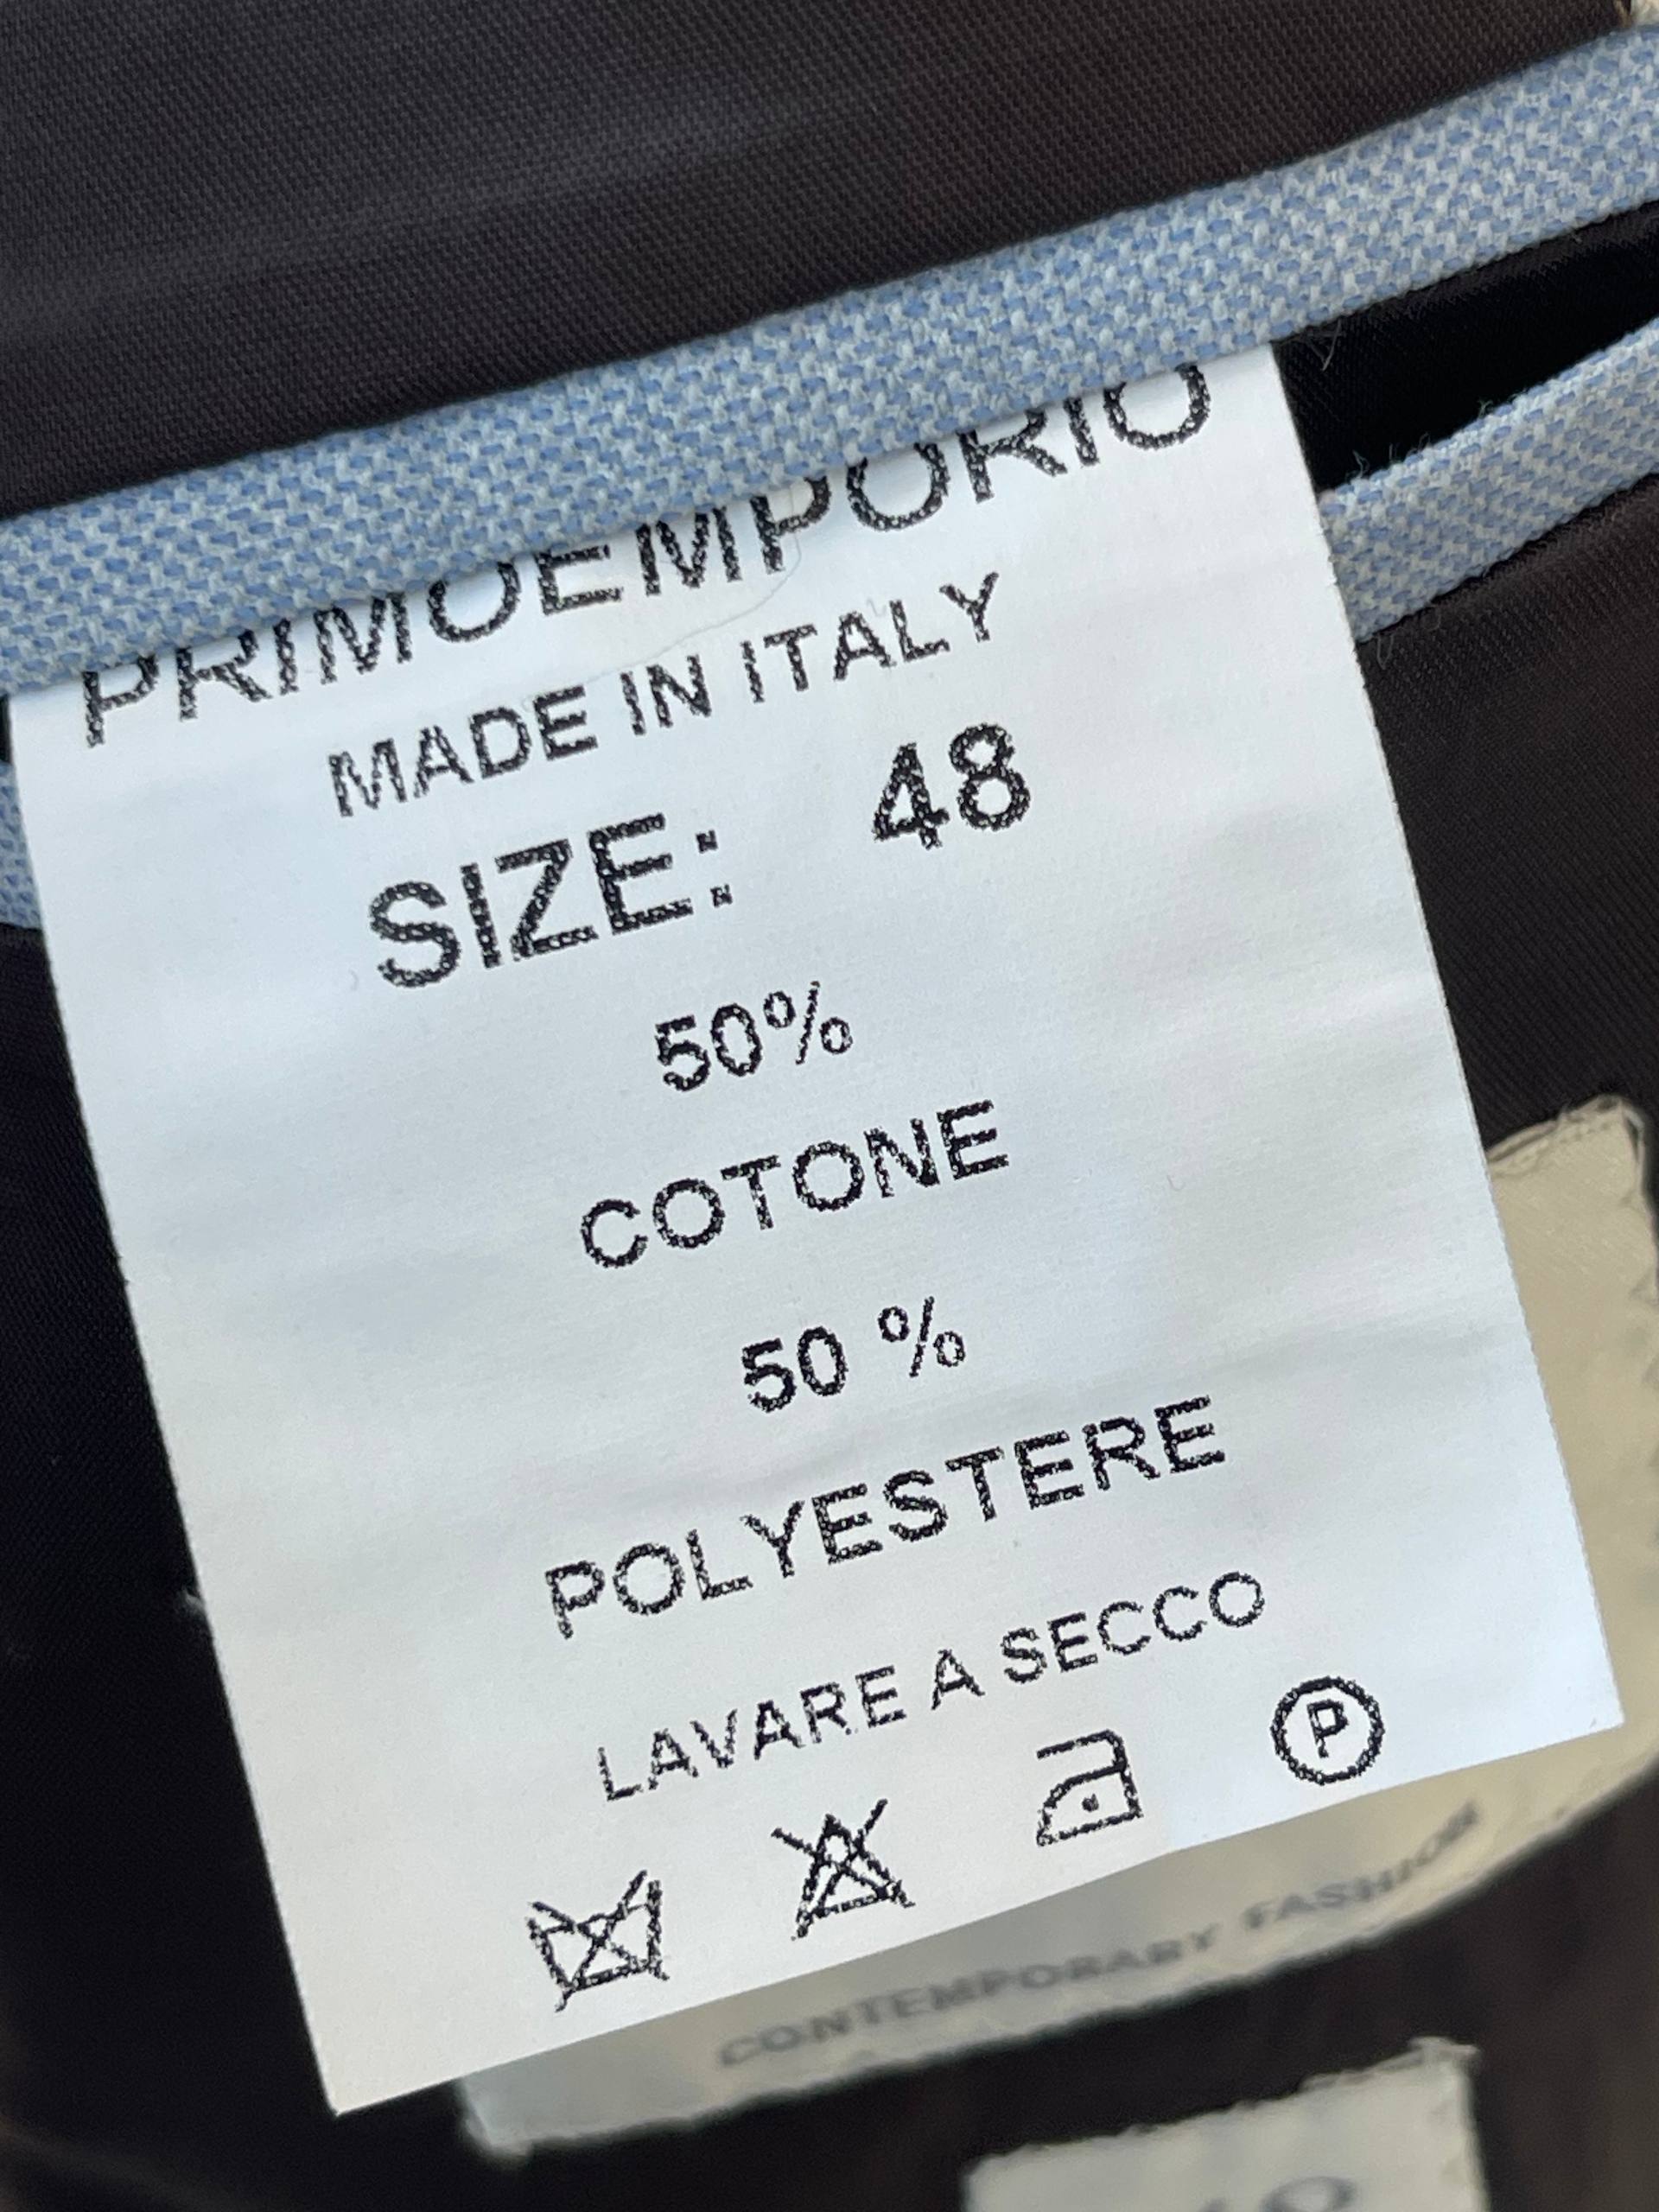 PRIMOEMPORIO
MADE IN ITALY
SIZE: 48
50%
COTONE
50 %
POLYESTERE
LAVARE A SECCO
P
CONTEMPORARY FASHION